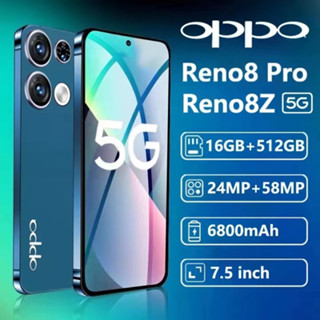 oppo
Reno8 Pro
Reno8Z 5G
16GB+512GB
24MP+58MP
6800mAh
7.5 inch
5G
oppo